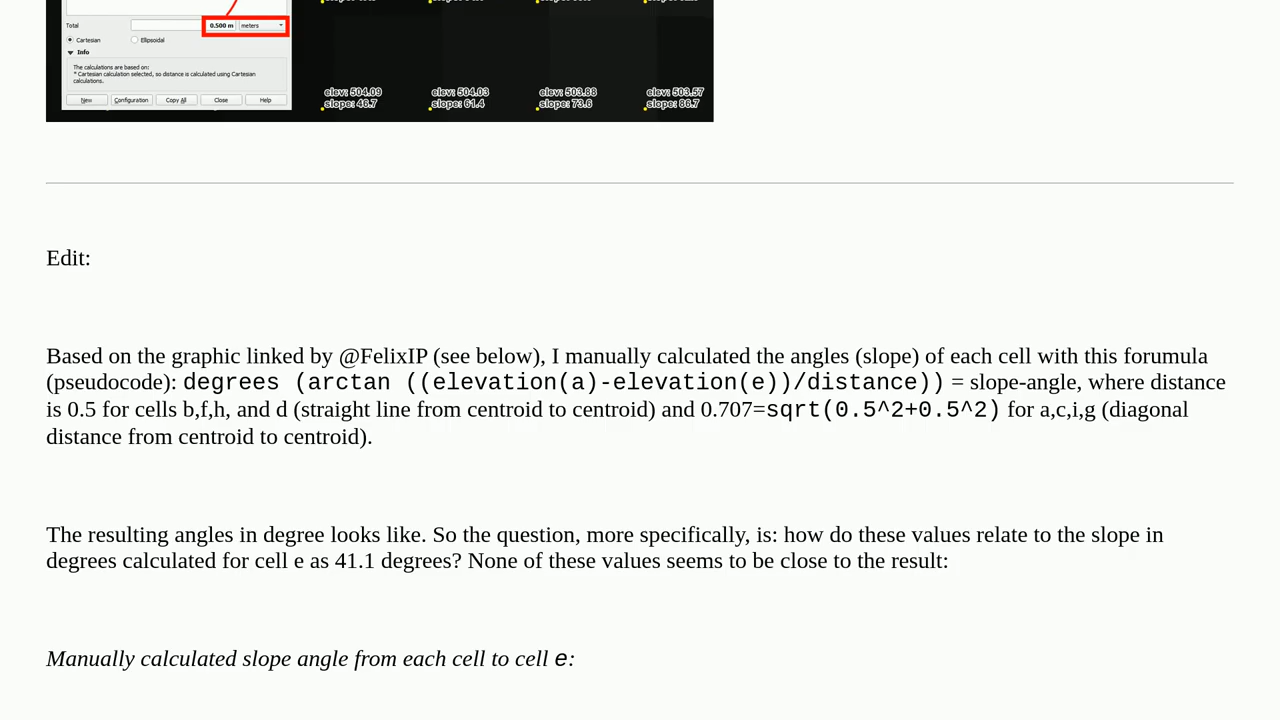 Total
0.500 m
meters
Cartesian
Ellipsoidal
Info
The calculations are based on:
* Cartesian calculation selected, so distance is calculated using Cartesian
calculations.
New
Configuration
Copy All
Close
Help
elev: 504.09
slope: 46.7
elev: 504.03
slope: 61.4
elev: 503.88
slope: 73.6
elev: 503.57
slope: 86.7
Edit:
Based on the graphic linked by @FelixIP (see below), I manually calculated the angles (slope) of each cell with this forumula
(pseudocode): degrees (arctan ((elevation(a)-elevation(e))/distance)) = slope-angle, where distance
is 0.5 for cells b,f,h, and d (straight line from centroid to centroid) and 0.707=sqrt(0.5^2+0.5^2) for a,c,i,g (diagonal
distance from centroid to centroid).
The resulting angles in degree looks like. So the question, more specifically, is: how do these values relate to the slope in
degrees calculated for cell e as 41.1 degrees? None of these values seems to be close to the result:
Manually calculated slope angle from each cell to cell e: